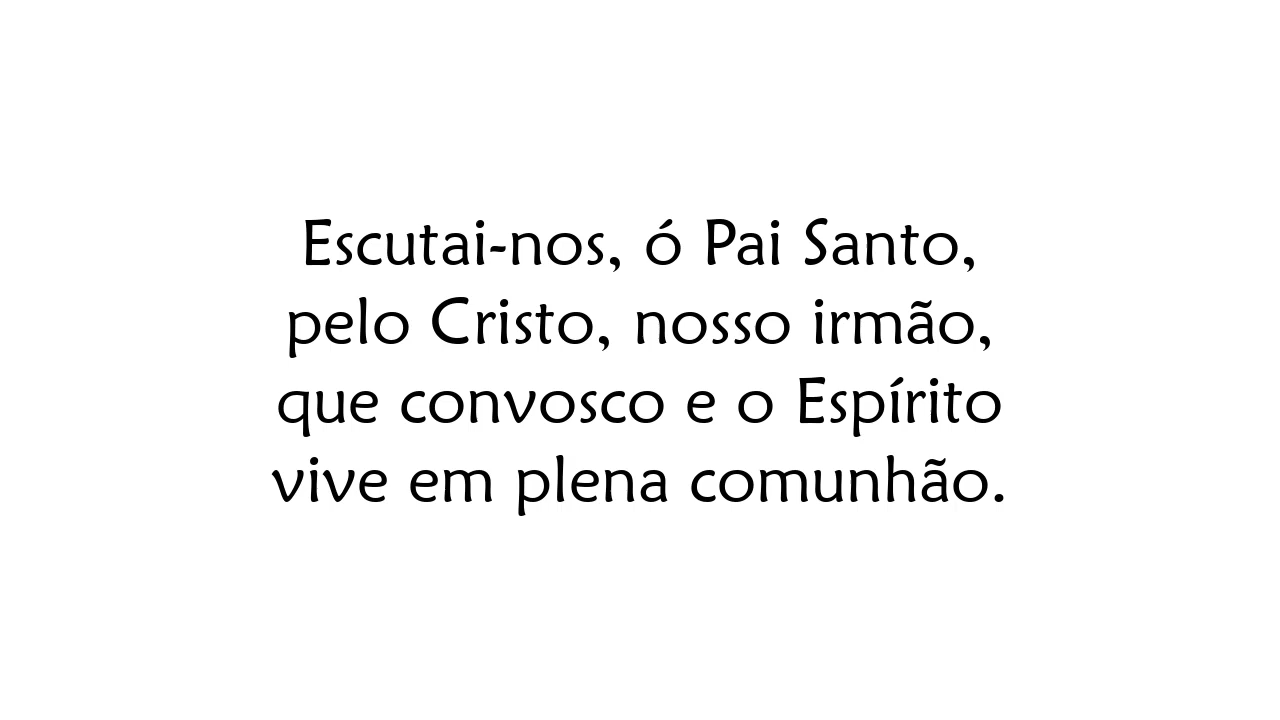 Escutai-nos, ó Pai Santo,
pelo Cristo, nosso irmão,
que convosco e o Espírito
vive em plena comunhão.